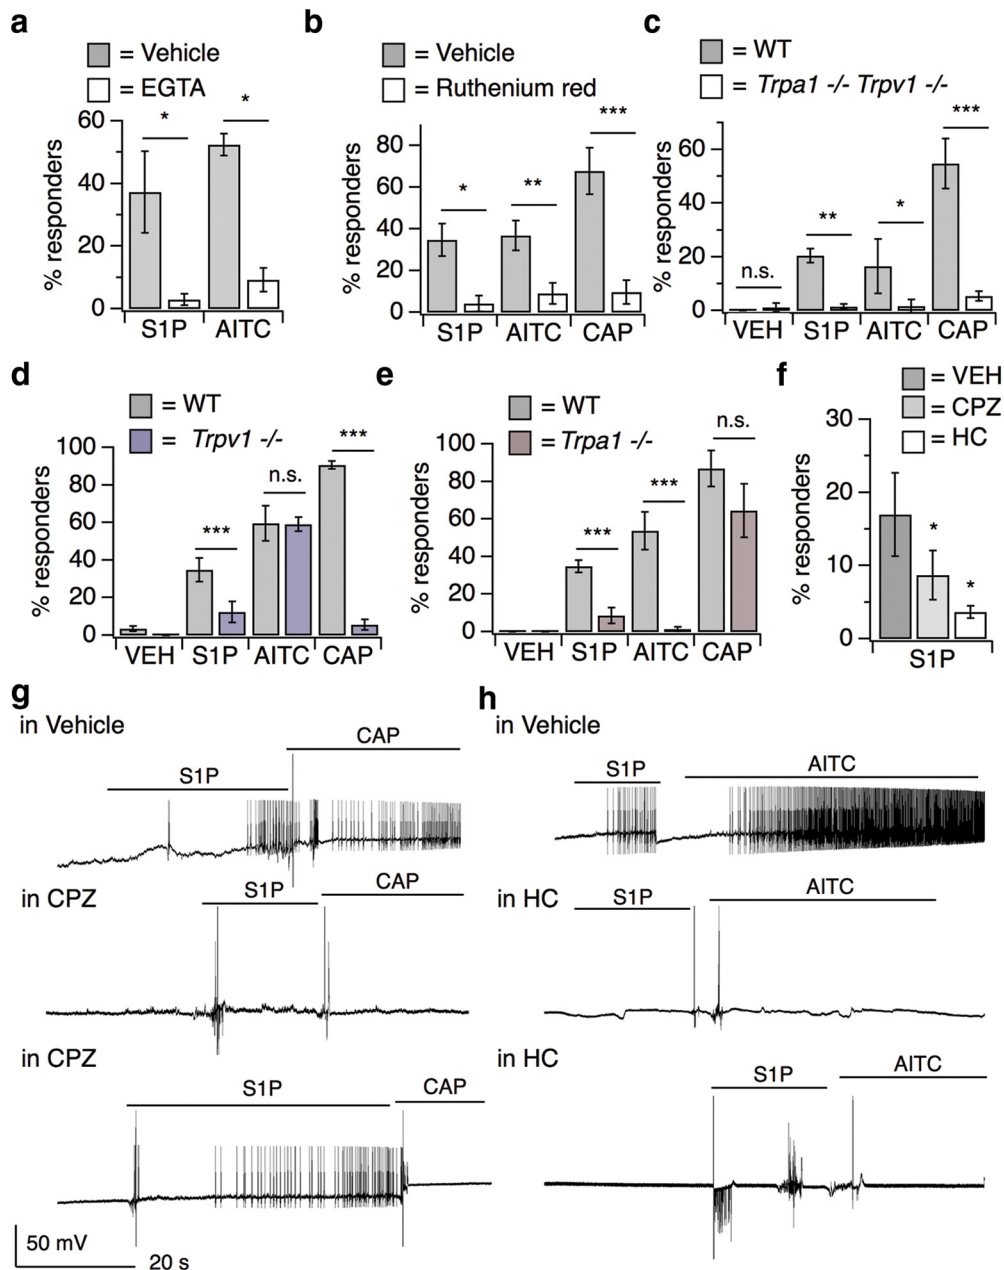 a
= Vehicle
= EGTA
% responders
60
40
20
0
*
*
S1P
AITC
b
= Vehicle
= Ruthenium red
% responders
80
60
40
20
0
*
**
***
S1P
AITC
CAP
c
= WT
= Trpa1 -/- Trpv1 -/-
% responders
60
40
20
0
n.s.
**
*
***
VEH
S1P
AITC
CAP
d
= WT
= Trpv1 -/-
% responders
100
80
60
40
20
0
***
n.s.
***
VEH
S1P
AITC
CAP
e
= WT
= Trpa1 -/-
% responders
100
80
60
40
20
0
***
***
n.s.
VEH
S1P
AITC
CAP
f
= VEH
= CPZ
= HC
% responders
30
20
10
0
*
*
S1P
g
in Vehicle
S1P
CAP
in CPZ
S1P
CAP
in CPZ
S1P
CAP
50 mV
20 s
h
in Vehicle
S1P
AITC
in HC
S1P
AITC
in HC
S1P
AITC